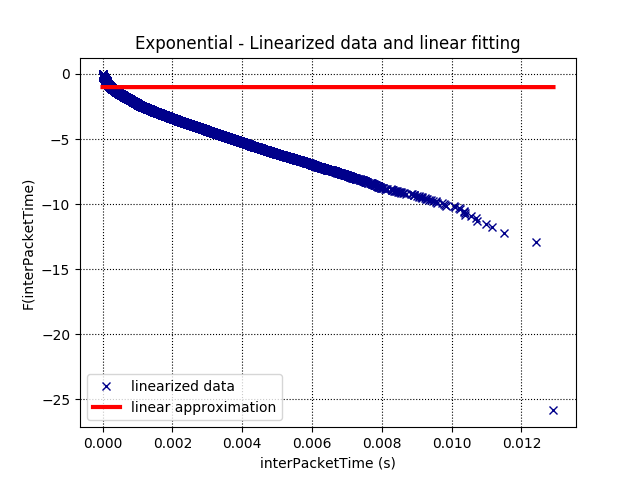 Exponential - Linearized data and linear fitting
F(interPacketTime)
0
−5
−10
−15
−20
−25
linearized data
linear approximation
0.000 0.002 0.004 0.006 0.008 0.010 0.012
interPacketTime (s)